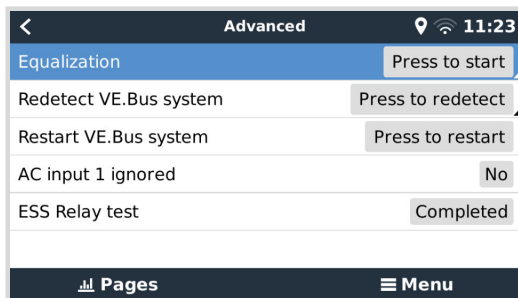 Advanced 11:23
Equalization Press to start
Redetect VE.Bus system Press to redetect
Restart VE.Bus system Press to restart
AC input 1 ignored No
ESS Relay test Completed
Pages Menu